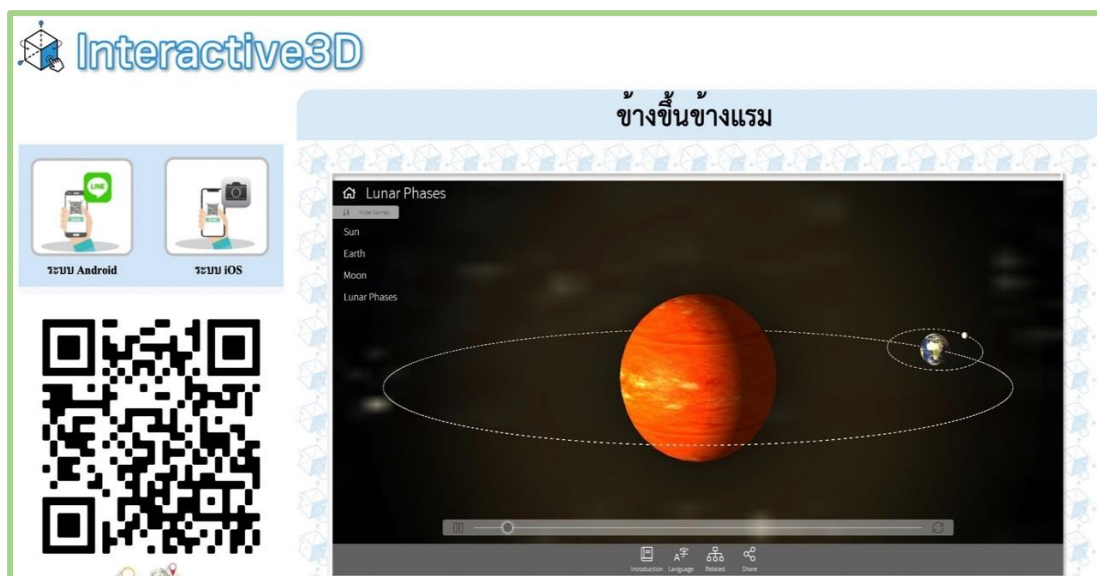 Interactive3D
ข้างขึ้นข้างแรม
LINE
ระบบ Android
ระบบ iOS
Lunar Phases
Hide Names
Sun
Earth
Moon
Lunar Phases
Introduction
Language
Related
Share